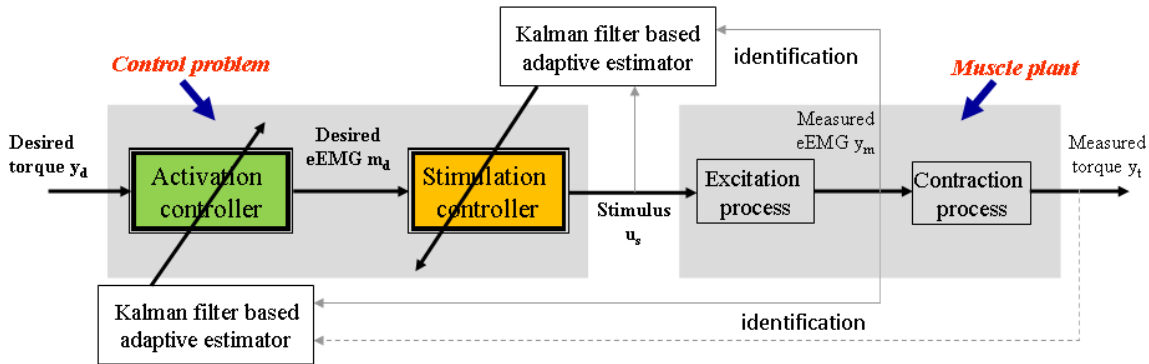 Kalman filter based
adaptive estimator
identification
Control problem
Muscle plant
Desired
torque y_d
Activation
controller
Desired
eEMG m_d
Stimulation
controller
Stimulus
u_s
Excitation
process
Measured
eEMG y_m
Contraction
process
Measured
torque y_t
Kalman filter based
adaptive estimator
identification